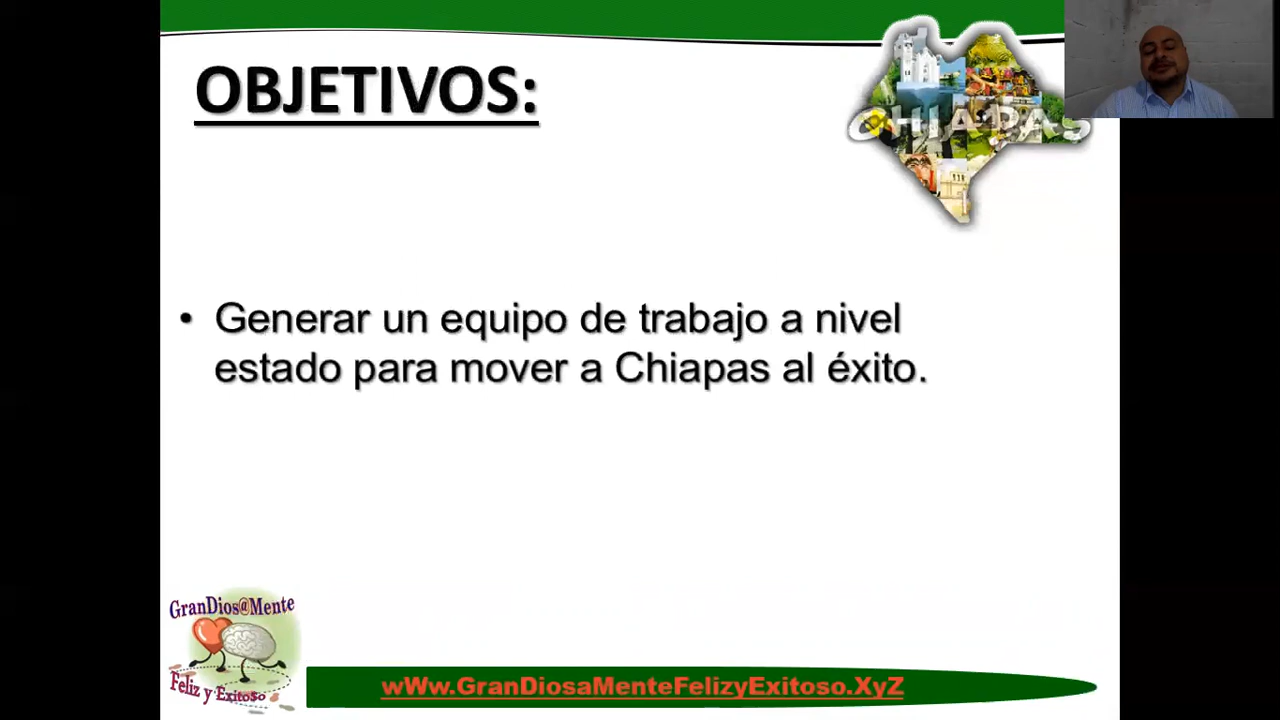 OBJETIVOS:
CHIAPAS
• Generar un equipo de trabajo a nivel
estado para mover a Chiapas al éxito.
GranDios@Mente
Feliz y Exito$o
wWw.GranDiosaMenteFelizyExitoso.XyZ